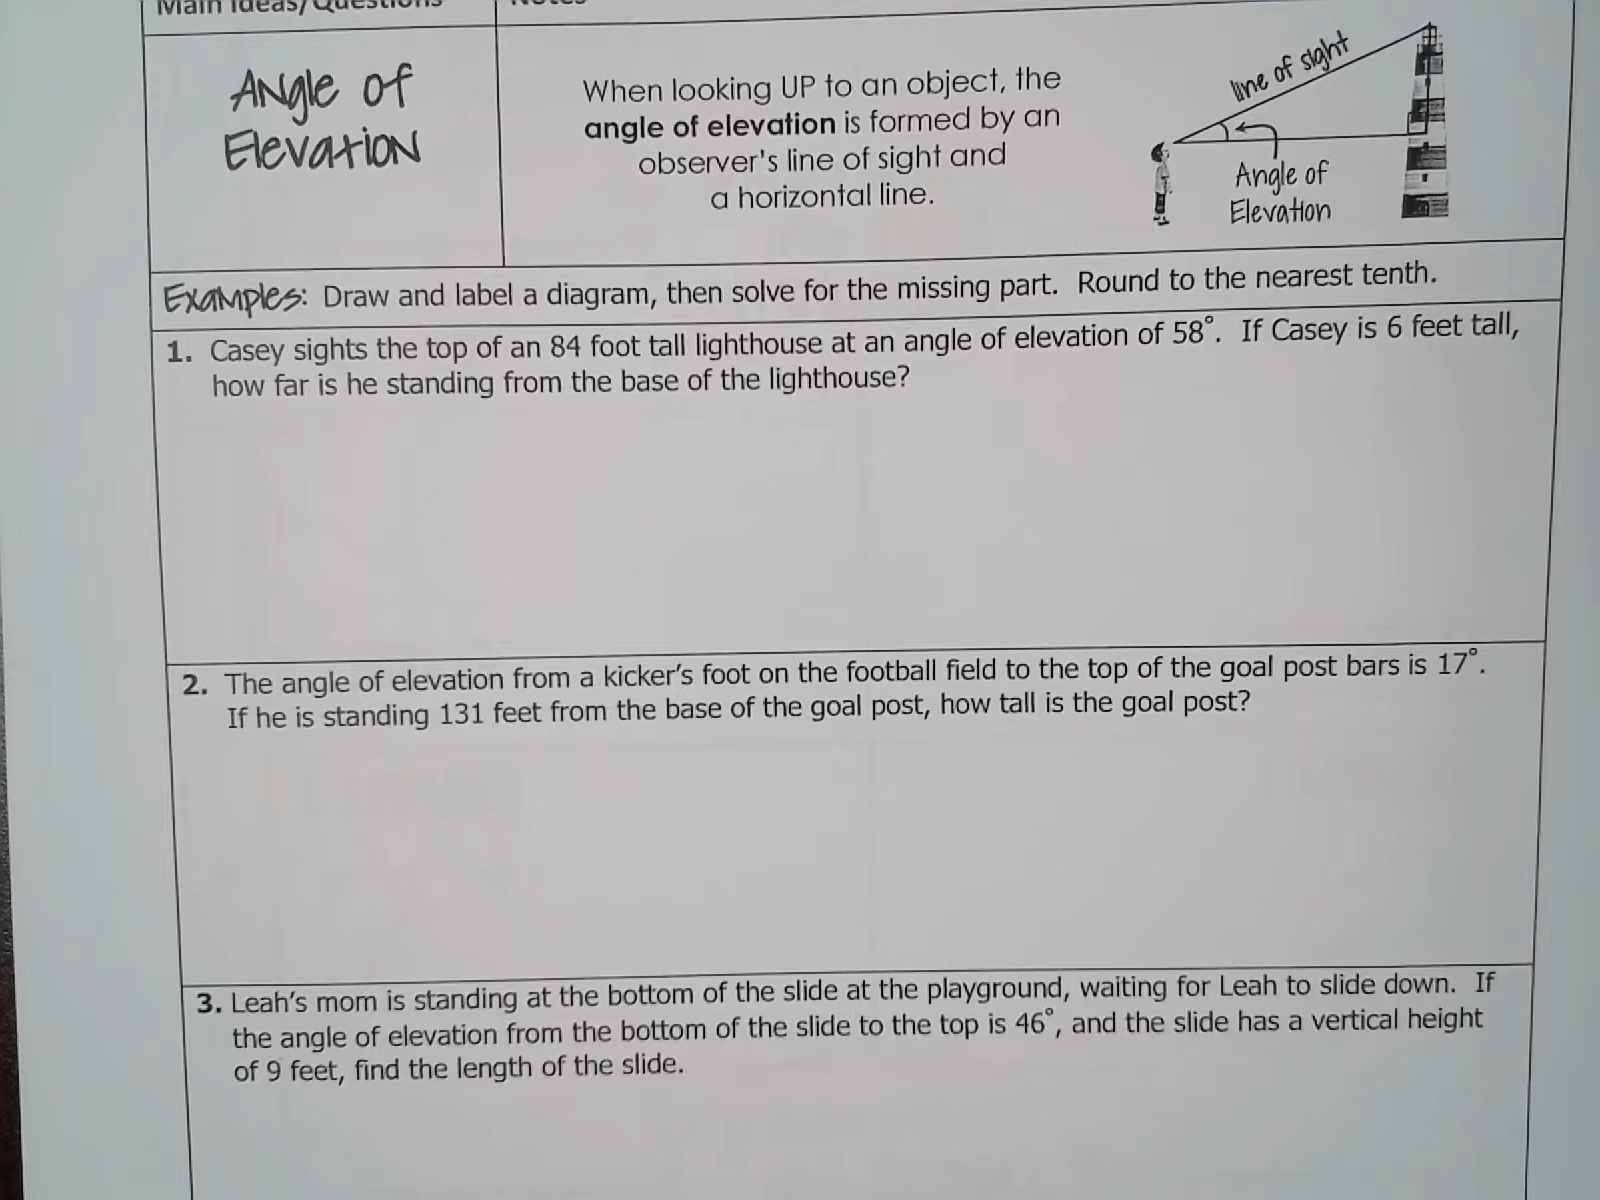 Main Ideas/Questions
Notes
Angle of
Elevation
When looking UP to an object, the
angle of elevation is formed by an
observer's line of sight and
a horizontal line.
line of sight
Angle of
Elevation
Examples: Draw and label a diagram, then solve for the missing part. Round to the nearest tenth.
1. Casey sights the top of an 84 foot tall lighthouse at an angle of elevation of 58°. If Casey is 6 feet tall,
how far is he standing from the base of the lighthouse?
2. The angle of elevation from a kicker's foot on the football field to the top of the goal post bars is 17°.
If he is standing 131 feet from the base of the goal post, how tall is the goal post?
3. Leah's mom is standing at the bottom of the slide at the playground, waiting for Leah to slide down. If
the angle of elevation from the bottom of the slide to the top is 46°, and the slide has a vertical height
of 9 feet, find the length of the slide.